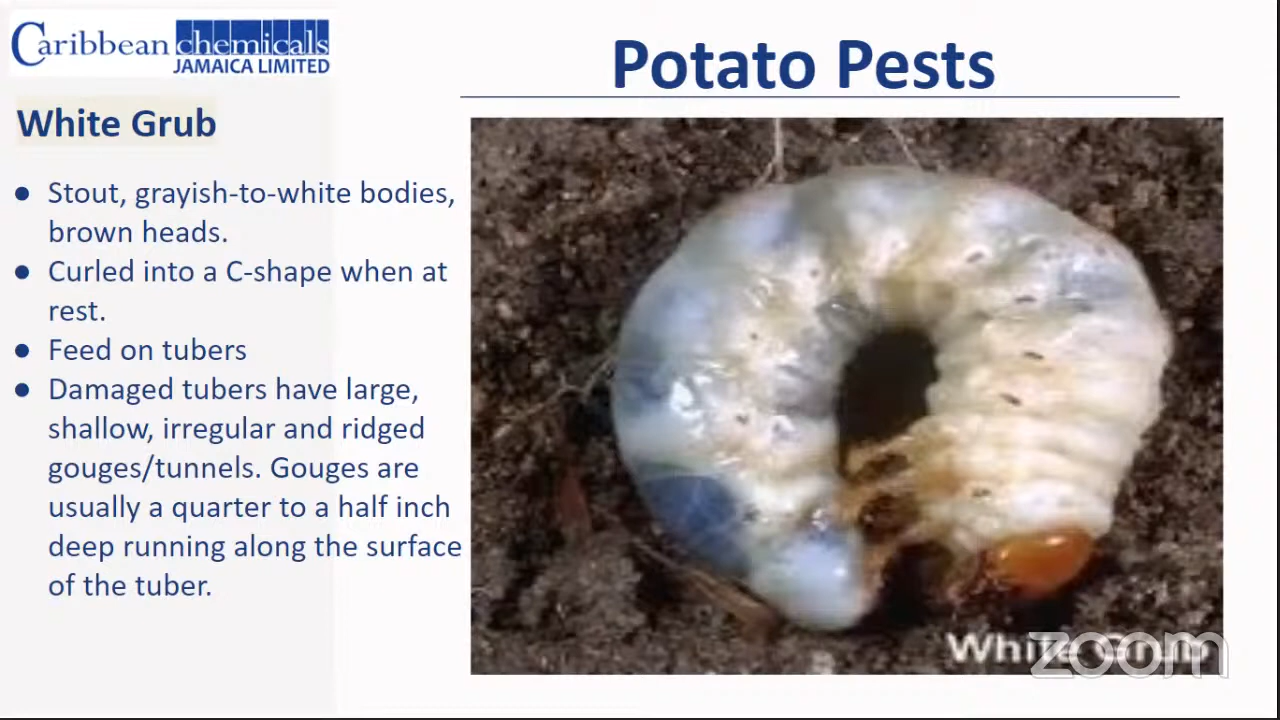 Caribbean chemicals
JAMAICA LIMITED
Potato Pests
White Grub
● Stout, grayish-to-white bodies,
brown heads.
● Curled into a C-shape when at
rest.
● Feed on tubers
● Damaged tubers have large,
shallow, irregular and ridged
gouges/tunnels. Gouges are
usually a quarter to a half inch
deep running along the surface
of the tuber.
White Grub
zoom